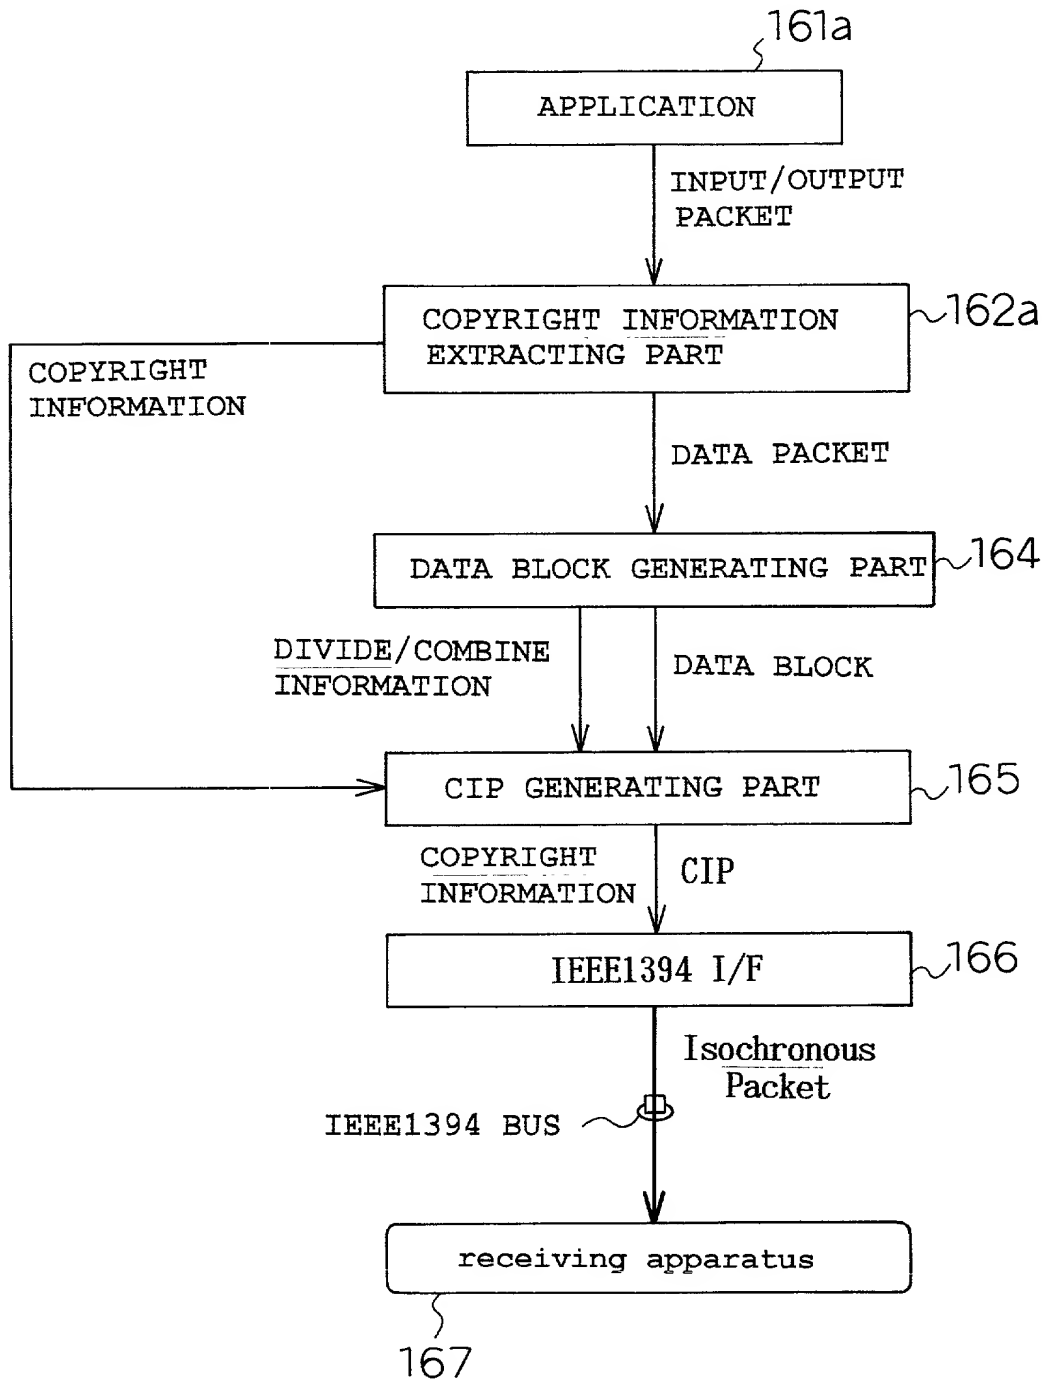 161a
APPLICATION
INPUT/OUTPUT
PACKET
162a
COPYRIGHT INFORMATION
EXTRACTING PART
COPYRIGHT
INFORMATION
DATA PACKET
164
DATA BLOCK GENERATING PART
DIVIDE/COMBINE
INFORMATION
DATA BLOCK
165
CIP GENERATING PART
COPYRIGHT
INFORMATION
CIP
166
IEEE1394 I/F
Isochronous
Packet
IEEE1394 BUS
receiving apparatus
167